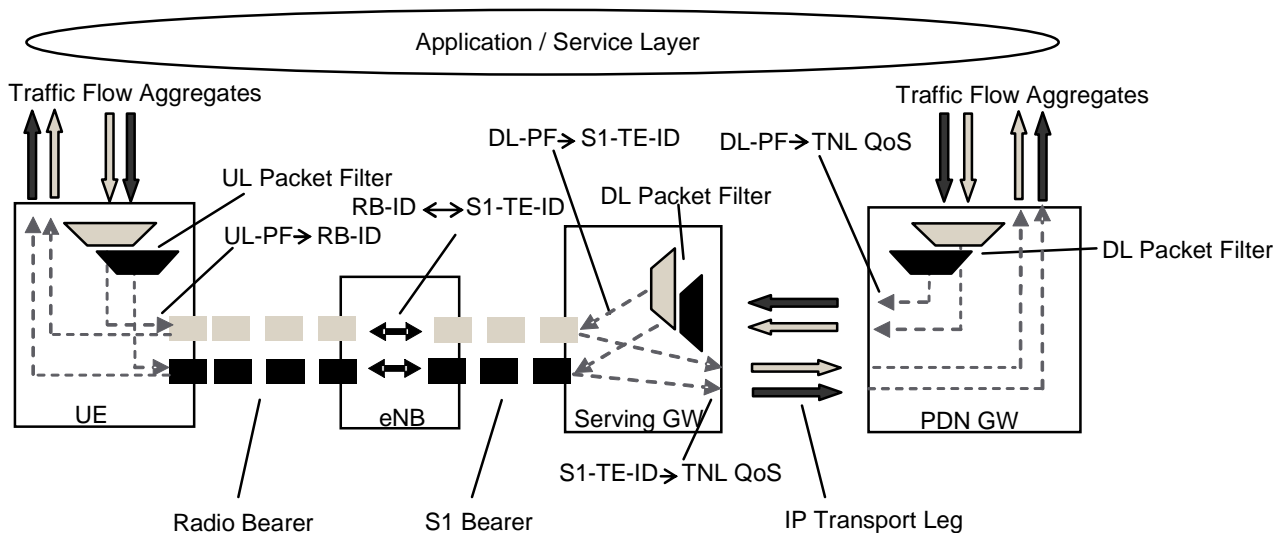 Application / Service Layer
Traffic Flow Aggregates
Traffic Flow Aggregates
DL-PF→S1-TE-ID
DL-PF→TNL QoS
UL Packet Filter
DL Packet Filter
RB-ID ↔ S1-TE-ID
UL-PF→RB-ID
DL Packet Filter
UE
eNB
Serving GW
PDN GW
S1-TE-ID→TNL QoS
Radio Bearer
S1 Bearer
IP Transport Leg